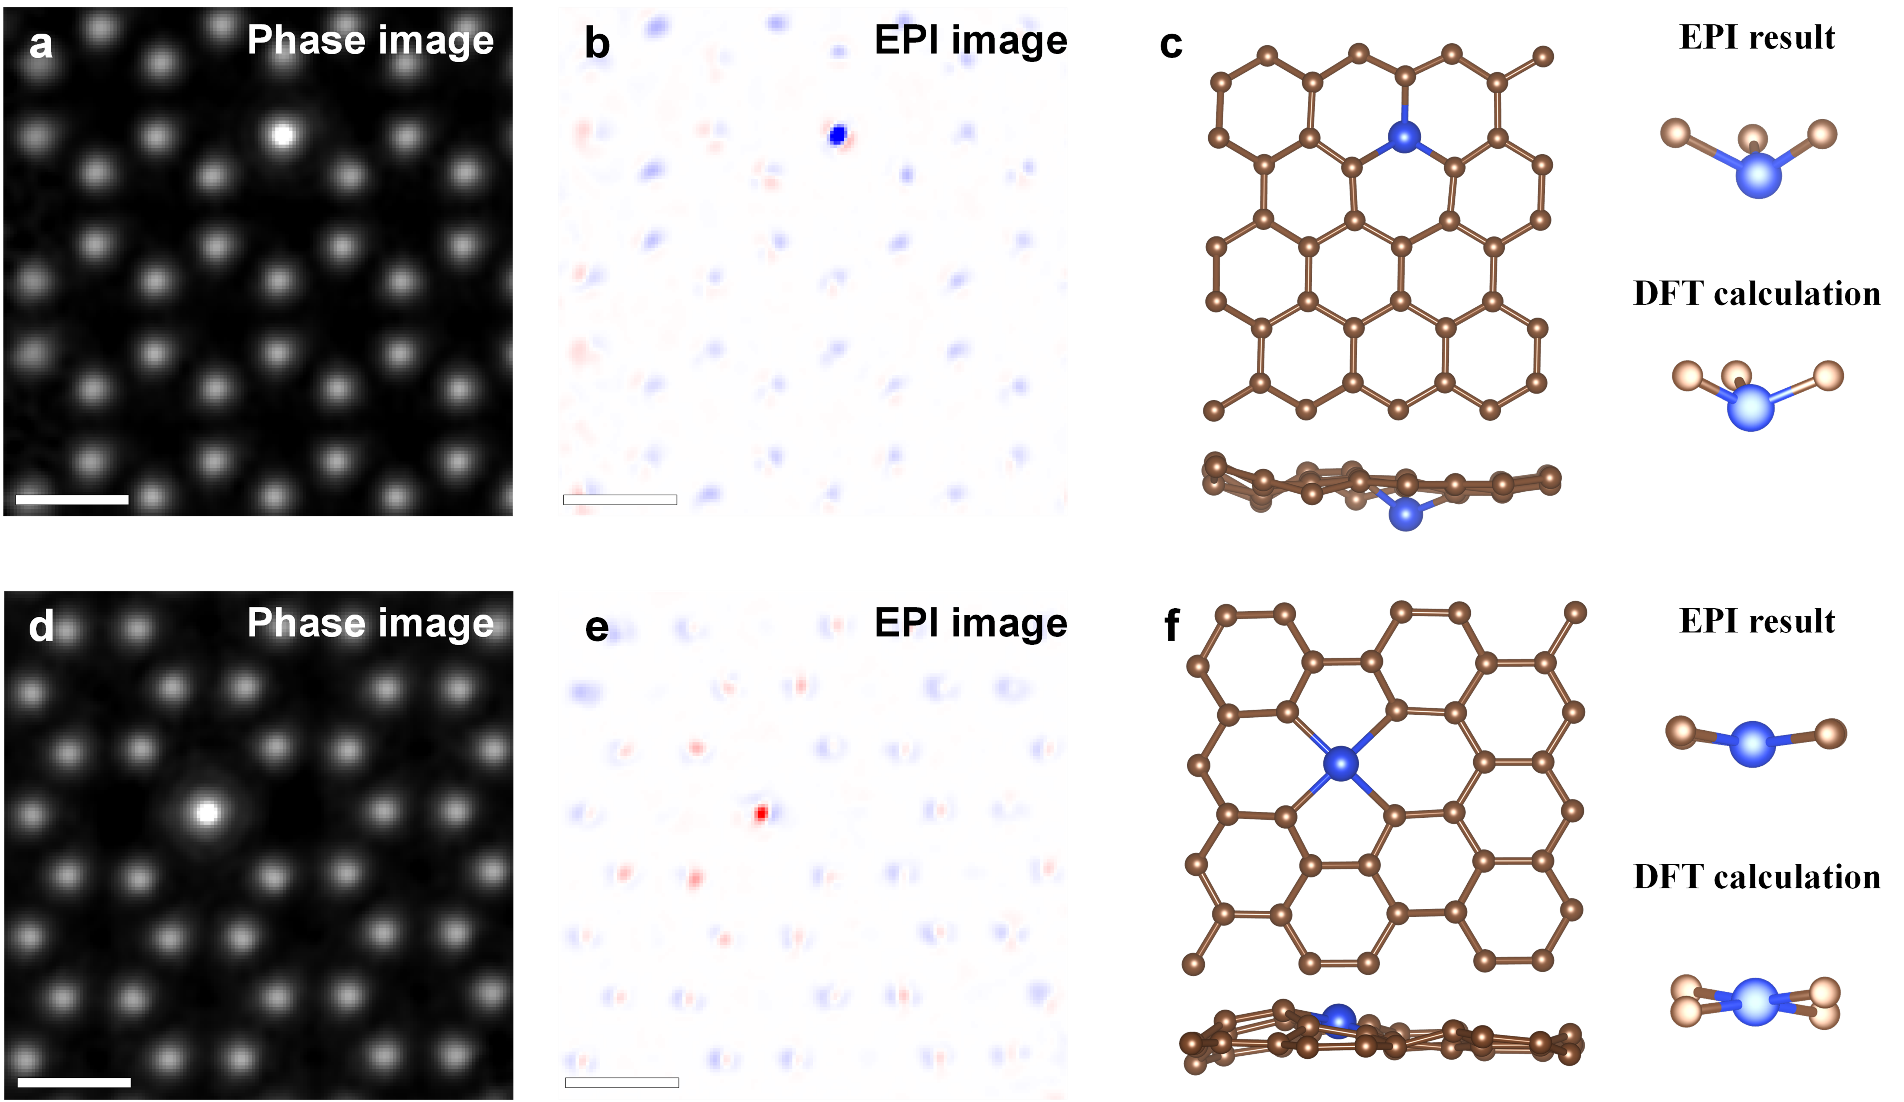 a Phase image
b EPI image
c EPI result
DFT calculation
d Phase image
e EPI image
f EPI result
DFT calculation